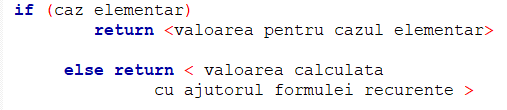 if (caz elementar)
return <valoarea pentru cazul elementar>
else return < valoarea calculata
cu ajutorul formulei recurente >